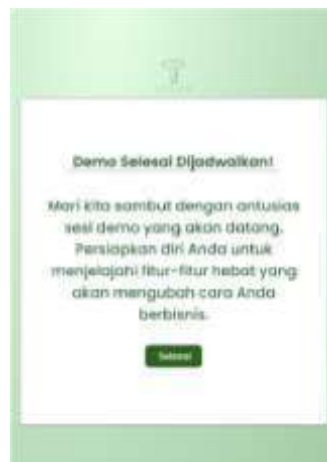 Demo Selesai Dijadwalkan!
Mari kita sambut dengan antusias
sesi demo yang akan datang.
Persiapkan diri Anda untuk
menjelajahi fitur-fitur hebat yang
akan mengubah cara Anda
berbisnis.
Selesai